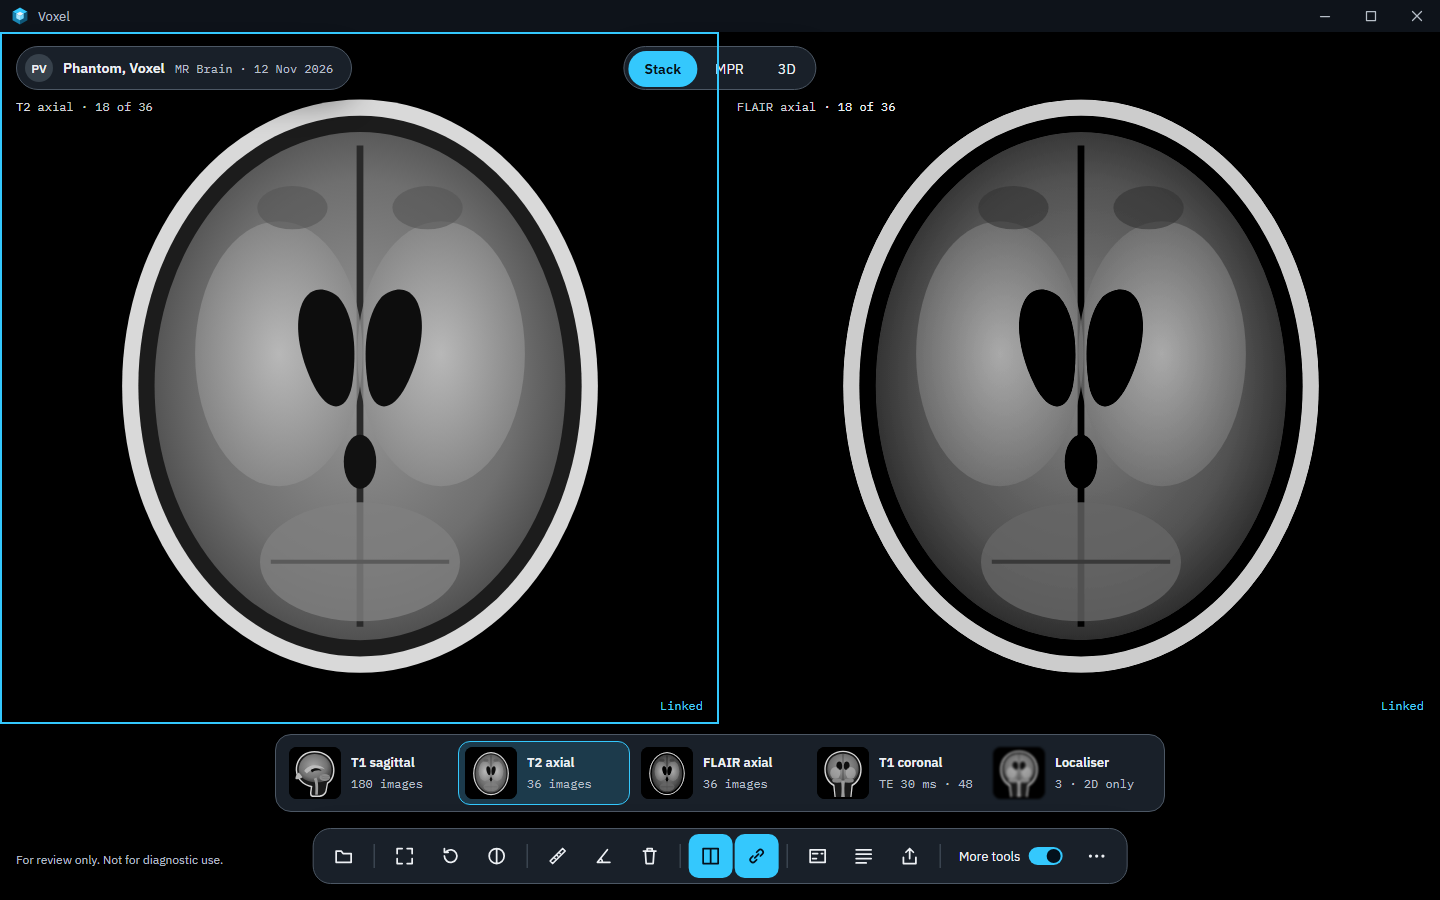 Voxel
PV Phantom, Voxel MR Brain · 12 Nov 2026
Stack MPR 3D
T2 axial · 18 of 36
FLAIR axial · 18 of 36
Linked
Linked
T1 sagittal
180 images
T2 axial
36 images
FLAIR axial
36 images
T1 coronal
TE 30 ms · 48
Localiser
3 · 2D only
For review only. Not for diagnostic use.
More tools